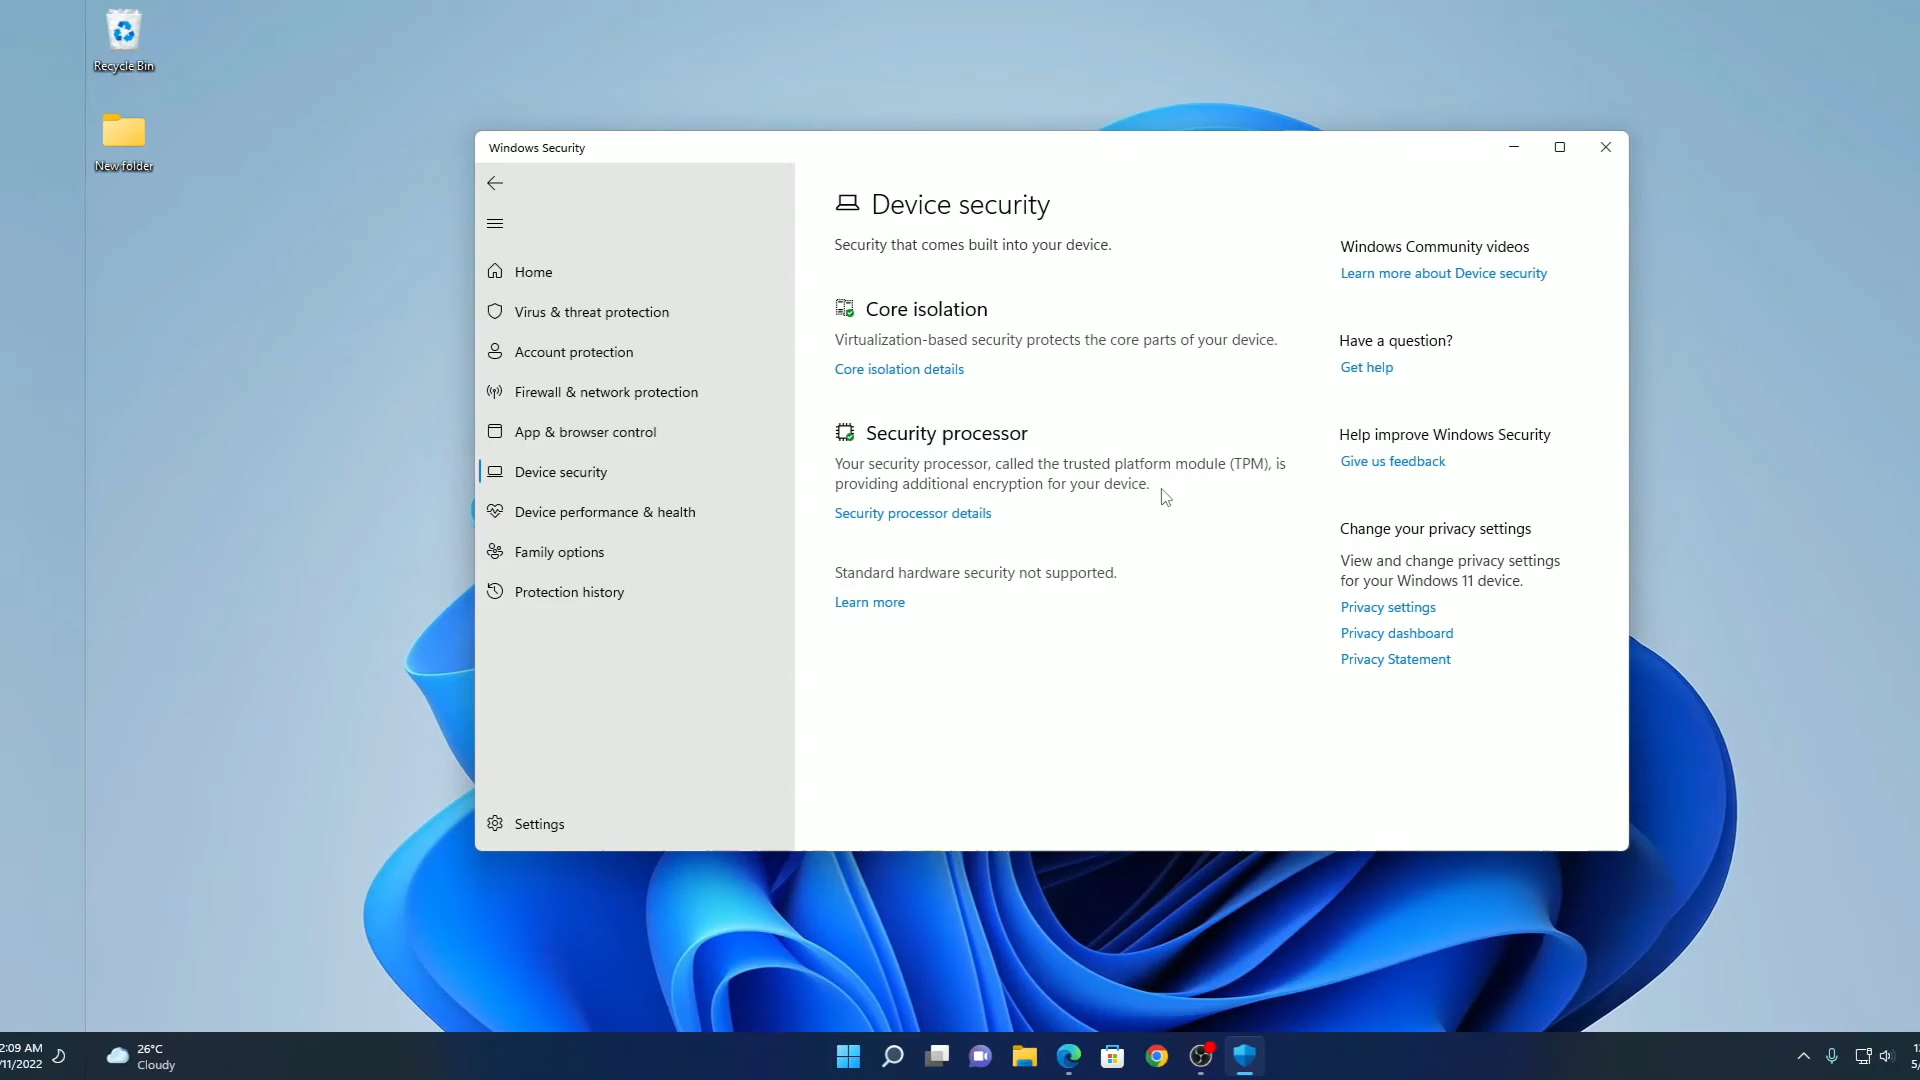 Recycle Bin
New folder
Windows Security
Home
Virus & threat protection
Account protection
Firewall & network protection
App & browser control
Device security
Device performance & health
Family options
Protection history
Settings
Device security
Security that comes built into your device.
Core isolation
Virtualization-based security protects the core parts of your device.
Core isolation details
Security processor
Your security processor, called the trusted platform module (TPM), is
providing additional encryption for your device.
Security processor details
Standard hardware security not supported.
Learn more
Windows Community videos
Learn more about Device security
Have a question?
Get help
Help improve Windows Security
Give us feedback
Change your privacy settings
View and change privacy settings
for your Windows 11 device.
Privacy settings
Privacy dashboard
Privacy Statement
2:09 AM
/11/2022
26°C
Cloudy